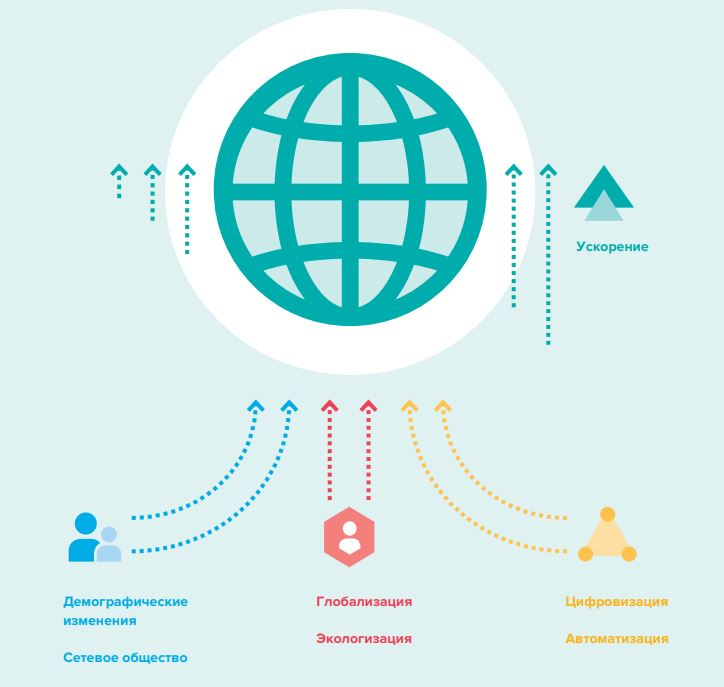 Ускорение
Демографические
изменения
Сетевое общество
Глобализация
Экологизация
Цифровизация
Автоматизация